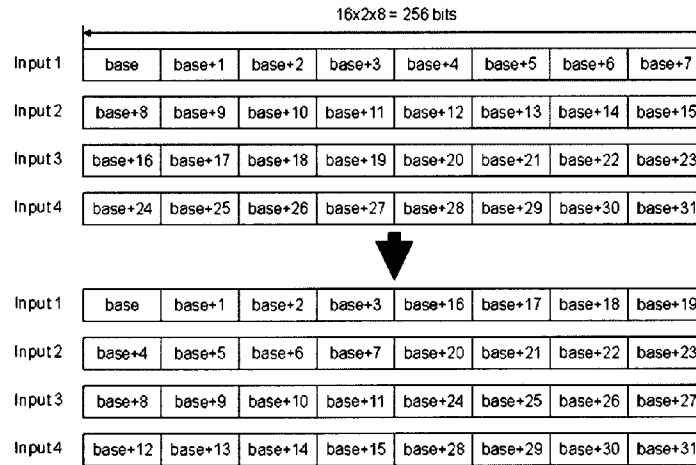 16x2x8 = 256 bits
Input 1 base base+1 base+2 base+3 base+4 base+5 base+6 base+7
Input 2 base+8 base+9 base+10 base+11 base+12 base+13 base+14 base+15
Input 3 base+16 base+17 base+18 base+19 base+20 base+21 base+22 base+23
Input 4 base+24 base+25 base+26 base+27 base+28 base+29 base+30 base+31
Input 1 base base+1 base+2 base+3 base+16 base+17 base+18 base+19
Input 2 base+4 base+5 base+6 base+7 base+20 base+21 base+22 base+23
Input 3 base+8 base+9 base+10 base+11 base+24 base+25 base+26 base+27
Input 4 base+12 base+13 base+14 base+15 base+28 base+29 base+30 base+31